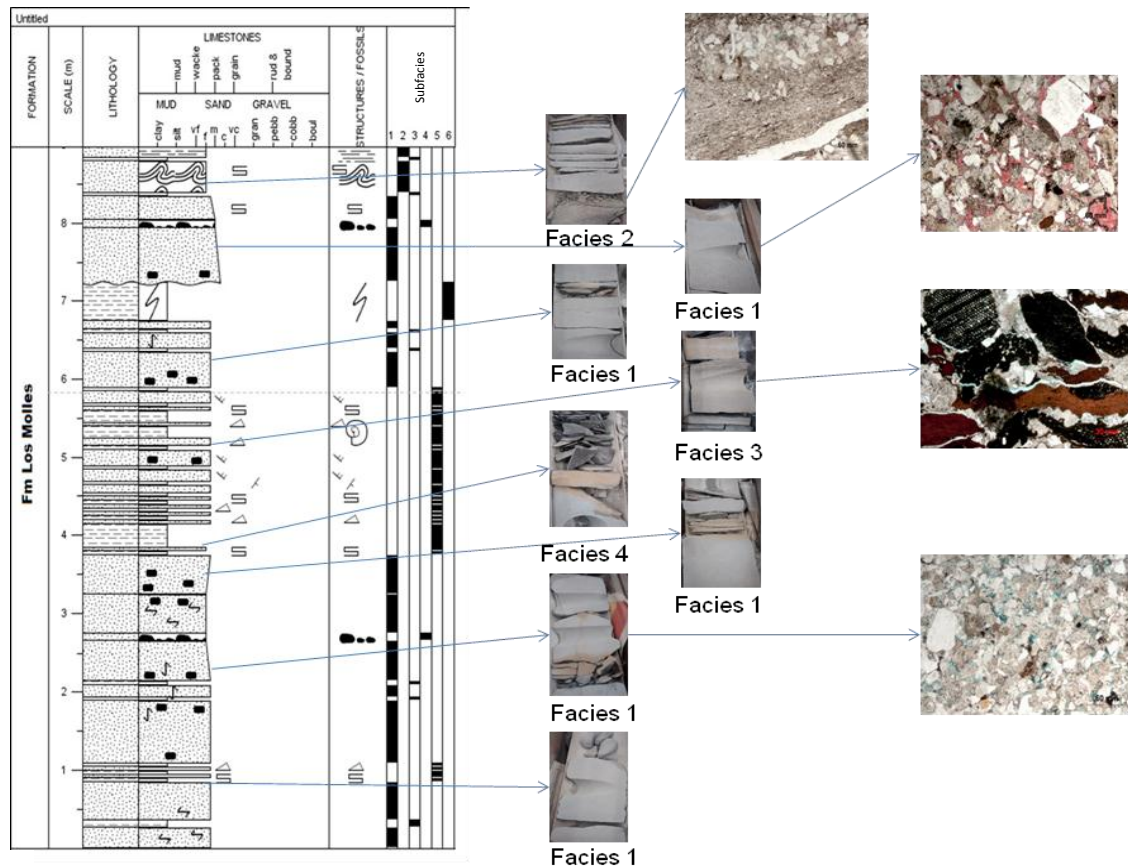 Untitled
FORMATION
SCALE (m)
LITHOLOGY
LIMESTONES
mud
wacke
pack
grain
rud &
bound
MUD SAND GRAVEL
clay
silt
vf
f
m
c
vc
gran
pebb
cobb
boul
STRUCTURES / FOSSILS
Subfacies
1 2 3 4 5 6
Fm Los Molles
8
7
6
5
4
3
2
1
Facies 2
Facies 1
Facies 1
Facies 3
Facies 4
Facies 1
Facies 1
Facies 1